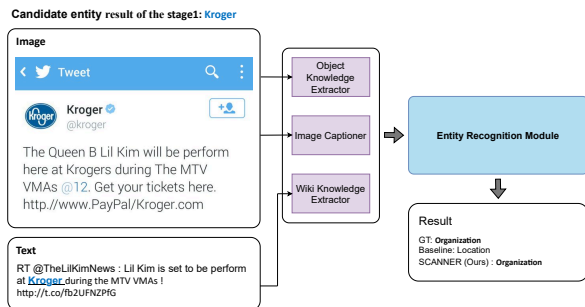 Candidate entity result of the stage1: Kroger
Image
Tweet
Kroger
Kroger
@kroger
The Queen B Lil Kim will be perform
here at Krogers during The MTV
VMAs @12. Get your tickets here.
http://www.PayPal/Kroger.com
Text
RT @TheLilKimNews : Lil Kim is set to be perform
at Kroger during the MTV VMAs !
http://t.co/fb2UFNZPfG
Object
Knowledge
Extractor
Image Captioner
Wiki Knowledge
Extractor
Entity Recognition Module
Result
GT: Organization
Baseline: Location
SCANNER (Ours) : Organization